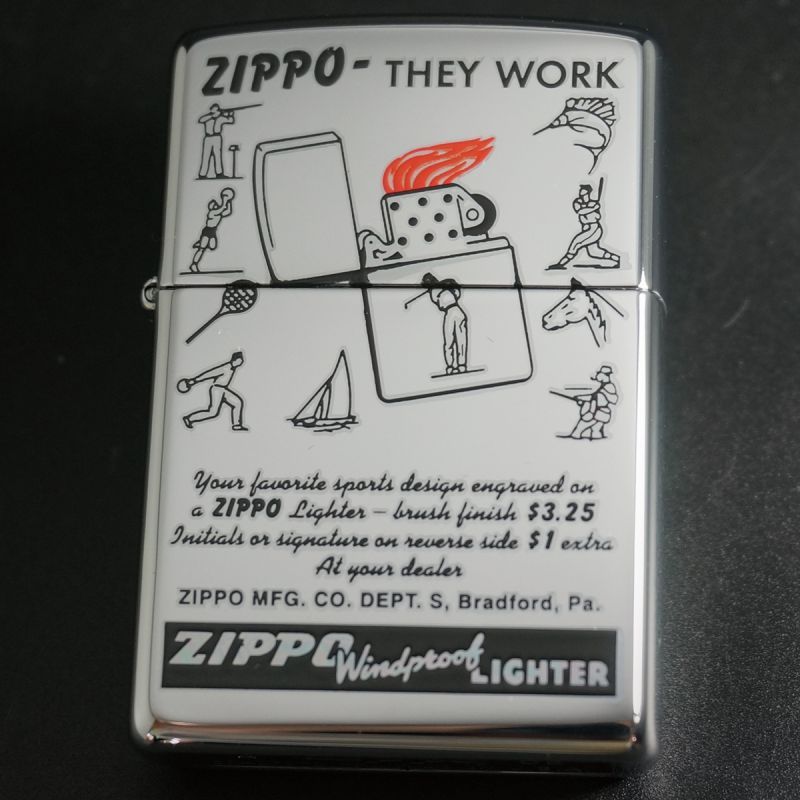 ZIPPO - THEY WORK
Your favorite sports design engraved on
a ZIPPO Lighter – brush finish $3.25
Initials or signature on reverse side $1 extra
At your dealer
ZIPPO MFG. CO. DEPT. S, Bradford, Pa.
ZIPPO Windproof LIGHTER